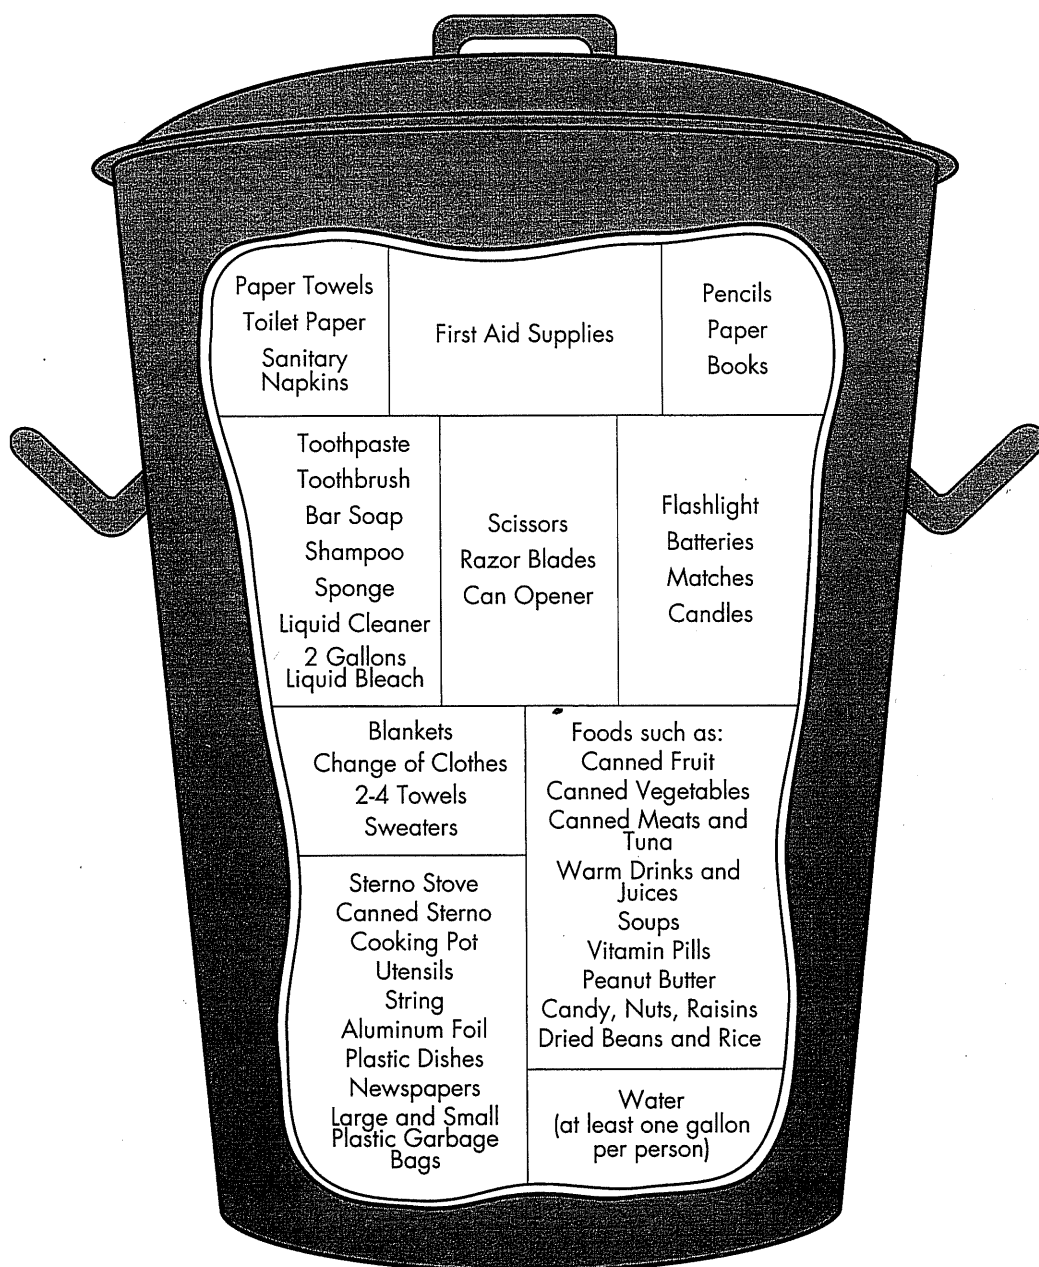 Paper Towels
Toilet Paper
Sanitary
Napkins
First Aid Supplies
Pencils
Paper
Books
Toothpaste
Toothbrush
Bar Soap
Shampoo
Sponge
Liquid Cleaner
2 Gallons
Liquid Bleach
Scissors
Razor Blades
Can Opener
Flashlight
Batteries
Matches
Candles
Blankets
Change of Clothes
2-4 Towels
Sweaters
Sterno Stove
Canned Sterno
Cooking Pot
Utensils
String
Aluminum Foil
Plastic Dishes
Newspapers
Large and Small
Plastic Garbage
Bags
Foods such as:
Canned Fruit
Canned Vegetables
Canned Meats and
Tuna
Warm Drinks and
Juices
Soups
Vitamin Pills
Peanut Butter
Candy, Nuts, Raisins
Dried Beans and Rice
Water
(at least one gallon
per person)